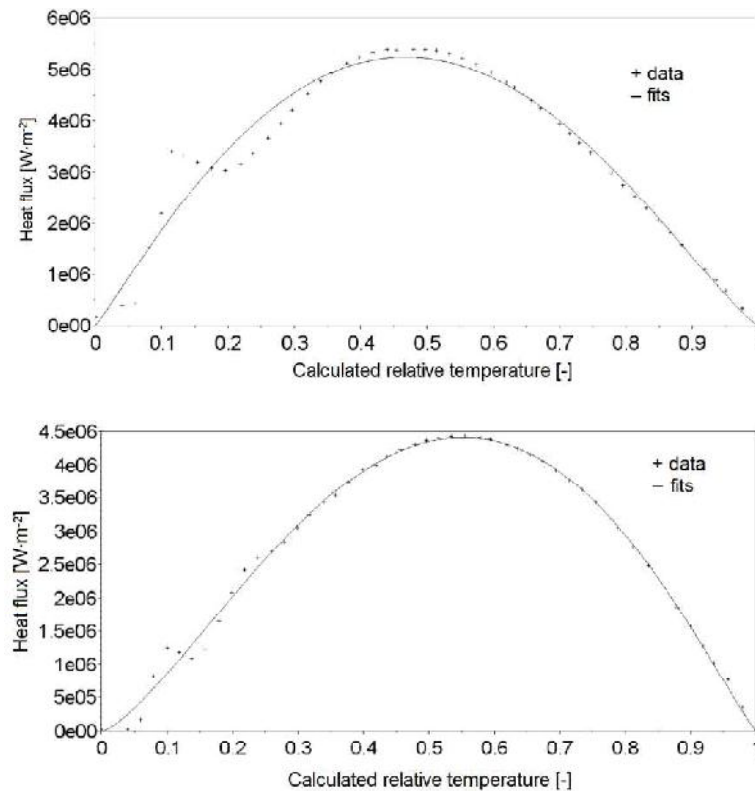 6e06
5e06
4e06
3e06
2e06
1e06
0e00
Heat flux [W·m-2]
+ data
– fits
0 0.1 0.2 0.3 0.4 0.5 0.6 0.7 0.8 0.9
Calculated relative temperature [-]
4.5e06
4e06
3.5e06
3e06
2.5e06
2e06
1.5e06
1e06
5e05
0e00
Heat flux [W·m-2]
+ data
– fits
0 0.1 0.2 0.3 0.4 0.5 0.6 0.7 0.8 0.9 1
Calculated relative temperature [-]